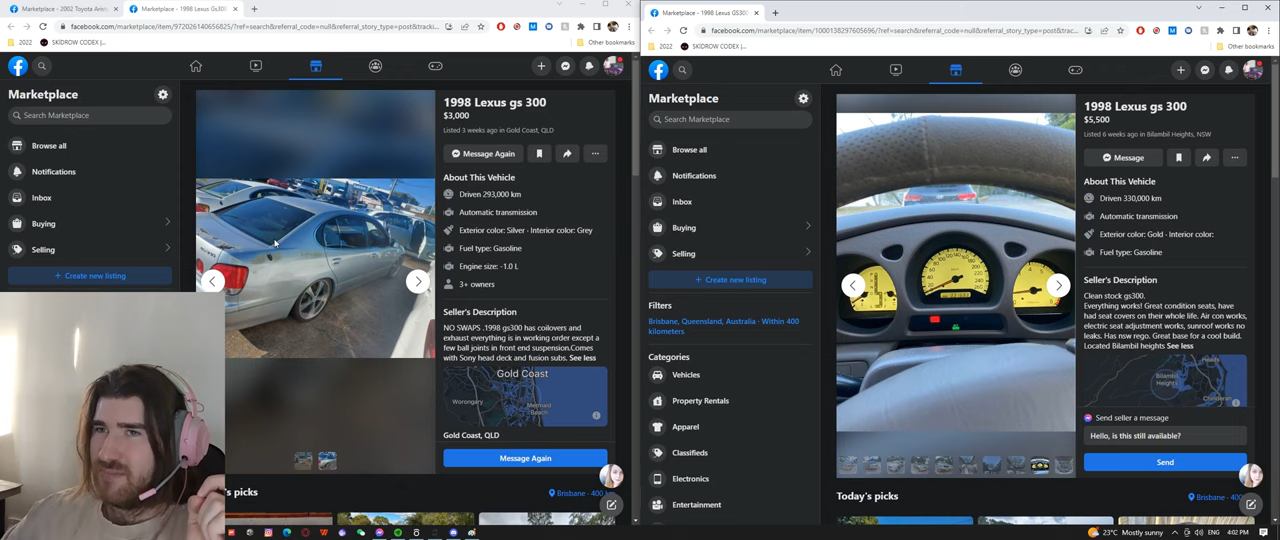 Marketplace - 2002 Toyota Aris
Marketplace - 1998 Lexus GS30
facebook.com/marketplace/item/972026140656825/?ref=search&referral_code=null&referral_story_type=post&tracki...
2022
SKIDROW CODEX |...
Other bookmarks
Marketplace
Search Marketplace
Browse all
Notifications
Inbox
Buying
Selling
+ Create new listing
1998 Lexus gs 300
$3,000
Listed 3 weeks ago in Gold Coast, QLD
Message Again
About This Vehicle
Driven 293,000 km
Automatic transmission
Exterior color: Silver · Interior color: Grey
Fuel type: Gasoline
Engine size: -1.0 L
3+ owners
Seller's Description
NO SWAPS .1998 gs300 has coilovers and
exhaust everything is in working order except a
few ball joints in front end suspension.Comes
with Sony head deck and fusion subs. See less
Gold Coast
Worongary
Mermaid
Beach
Gold Coast, QLD
Message Again
's picks
Brisbane · 400
Marketplace - 1998 Lexus GS300
facebook.com/marketplace/item/1000138297605696/?ref=search&referral_code=null&referral_story_type=post&tracki...
2022
SKIDROW CODEX |...
Other bookmarks
Marketplace
Search Marketplace
Browse all
Notifications
Inbox
Buying
Selling
+ Create new listing
Filters
Brisbane, Queensland, Australia · Within 400
kilometers
Categories
Vehicles
Property Rentals
Apparel
Classifieds
Electronics
Entertainment
1998 Lexus gs 300
$5,500
Listed 6 weeks ago in Bilambil Heights, NSW
Message
About This Vehicle
Driven 330,000 km
Automatic transmission
Exterior color: Gold · Interior color:
Fuel type: Gasoline
Seller's Description
Clean stock gs300.
Everything works! Great condition seats, have
had seat covers on their whole life. Air con works,
electric seat adjustment works, sunroof works no
leaks. Has nsw rego. Great base for a cool build.
Located Bilambil heights See less
Bilambil
Heights
Send seller a message
Hello, is this still available?
Send
Today's picks
Brisbane · 400
23°C Mostly sunny
ENG
4:02 PM